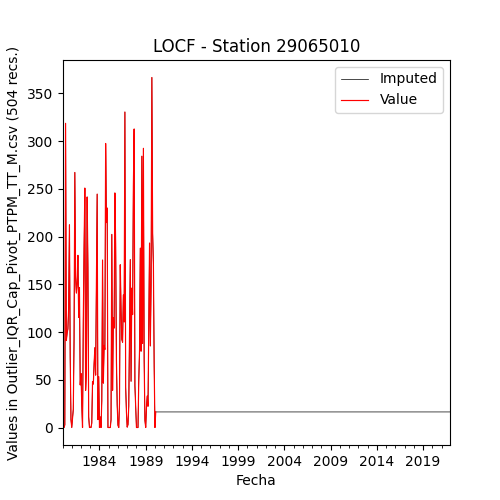 LOCF - Station 29065010
Imputed
Value
Values in Outlier_IQR_Cap_Pivot_PTPM_TT_M.csv (504 recs.)
350
300
250
200
150
100
50
0
1984 1989 1994 1999 2004 2009 2014 2019
Fecha